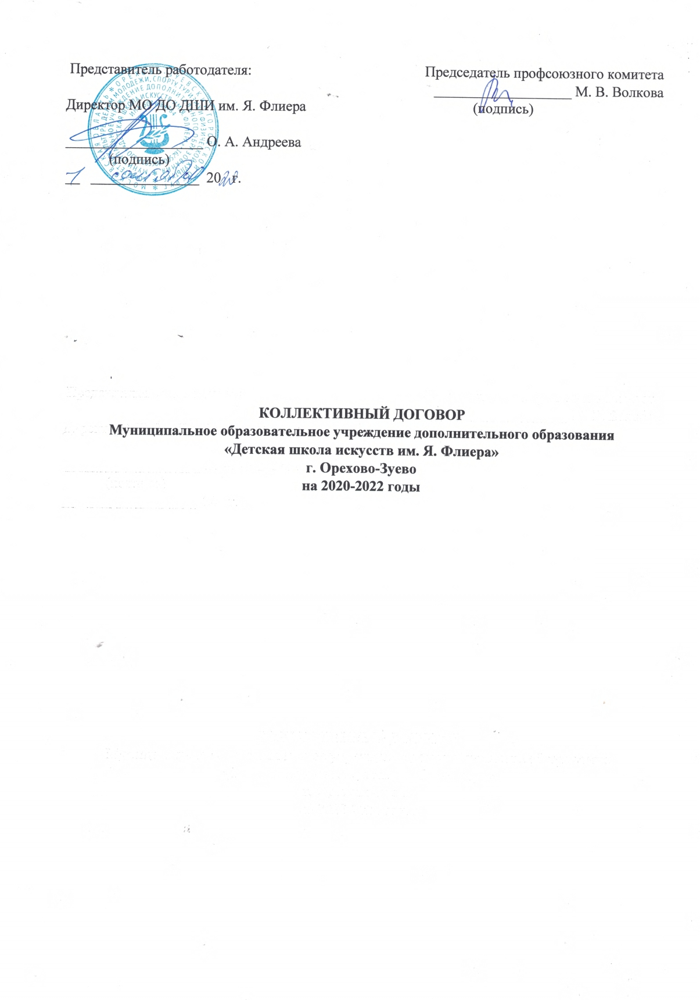 Представитель работодателя:
Директор МО ДО ДШИ им. Я. Флиера
О. А. Андреева
(подпись)
1 сентября 2020 г.
Председатель профсоюзного комитета
М. В. Волкова
(подпись)
КОЛЛЕКТИВНЫЙ ДОГОВОР
Муниципальное образовательное учреждение дополнительного образования
«Детская школа искусств им. Я. Флиера»
г. Орехово-Зуево
на 2020-2022 годы